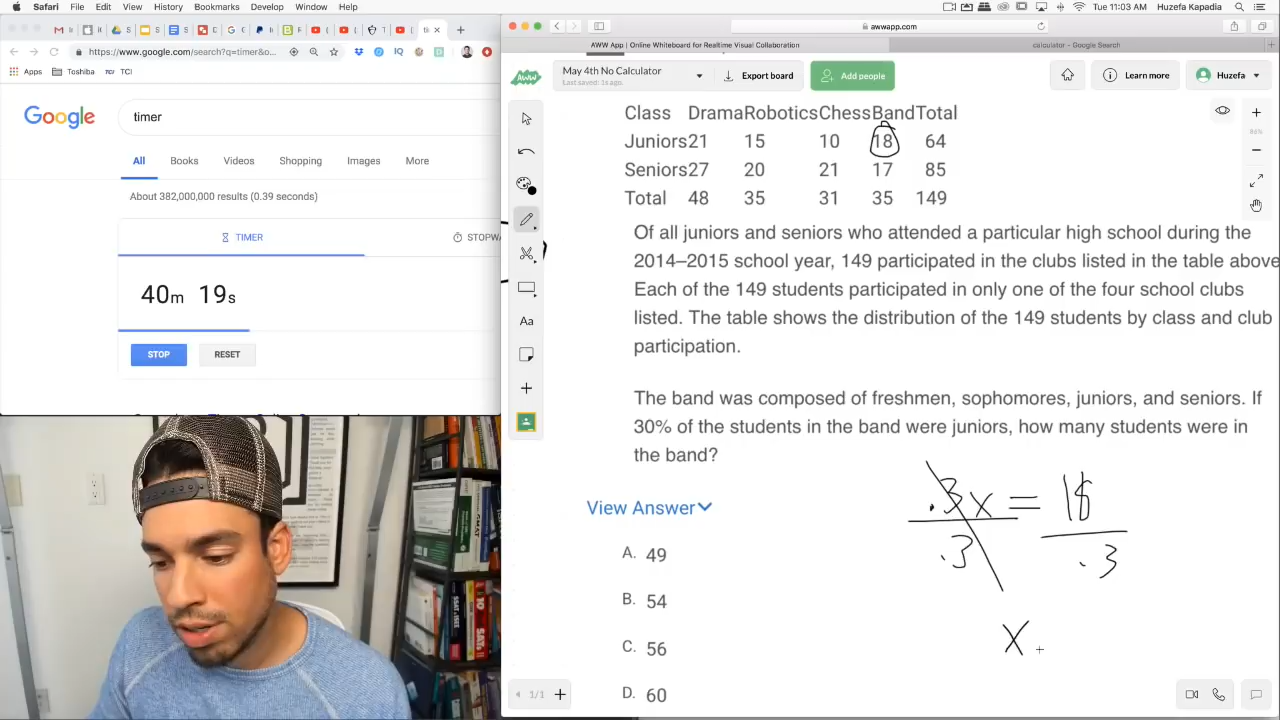 Safari File Edit View History Bookmarks Develop Window Help
Tue 11:03 AM Huzefa Kapadia
https://www.google.com/search?q=timer&o...
Apps Toshiba TCI
Google
timer
All Books Videos Shopping Images More
About 382,000,000 results (0.39 seconds)
TIMER STOPW
40m 19s
STOP RESET
awwapp.com
AWW App | Online Whiteboard for Realtime Visual Collaboration
calculator - Google Search
AWW
May 4th No Calculator
Last saved: 1s ago.
Export board
Add people
Learn more
Huzefa
86%
Aa
Class Drama Robotics Chess Band Total
Juniors 21 15 10 18 64
Seniors 27 20 21 17 85
Total 48 35 31 35 149
Of all juniors and seniors who attended a particular high school during the
2014–2015 school year, 149 participated in the clubs listed in the table above
Each of the 149 students participated in only one of the four school clubs
listed. The table shows the distribution of the 149 students by class and club
participation.
The band was composed of freshmen, sophomores, juniors, and seniors. If
30% of the students in the band were juniors, how many students were in
the band?
.3x = 18
.3 .3
x
View Answer
A. 49
B. 54
C. 56
D. 60
1/1